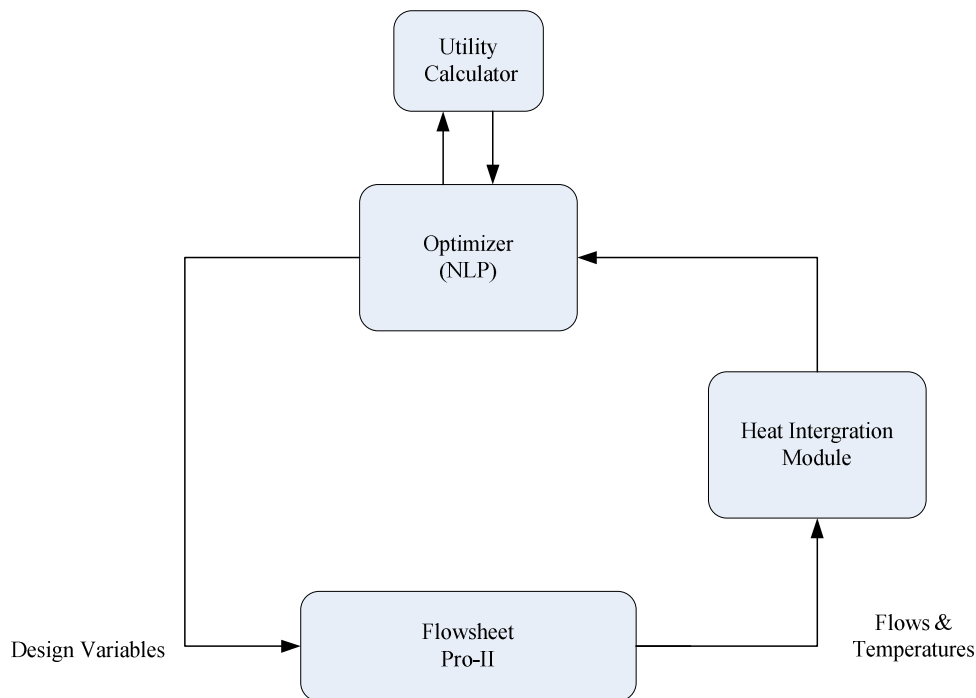 Utility
Calculator
Optimizer
(NLP)
Heat Intergration
Module
Flowsheet
Pro-II
Design Variables
Flows &
Temperatures